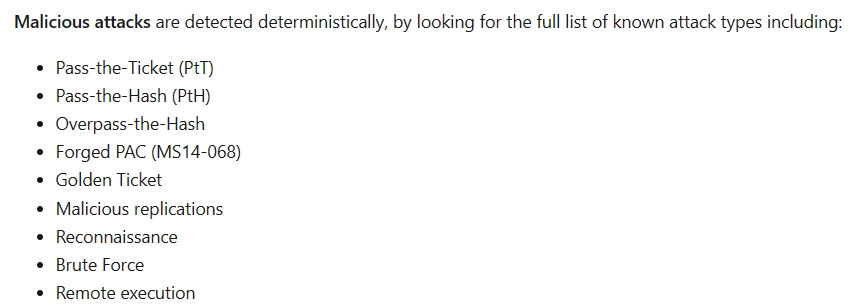 Malicious attacks are detected deterministically, by looking for the full list of known attack types including:
• Pass-the-Ticket (PtT)
• Pass-the-Hash (PtH)
• Overpass-the-Hash
• Forged PAC (MS14-068)
• Golden Ticket
• Malicious replications
• Reconnaissance
• Brute Force
• Remote execution